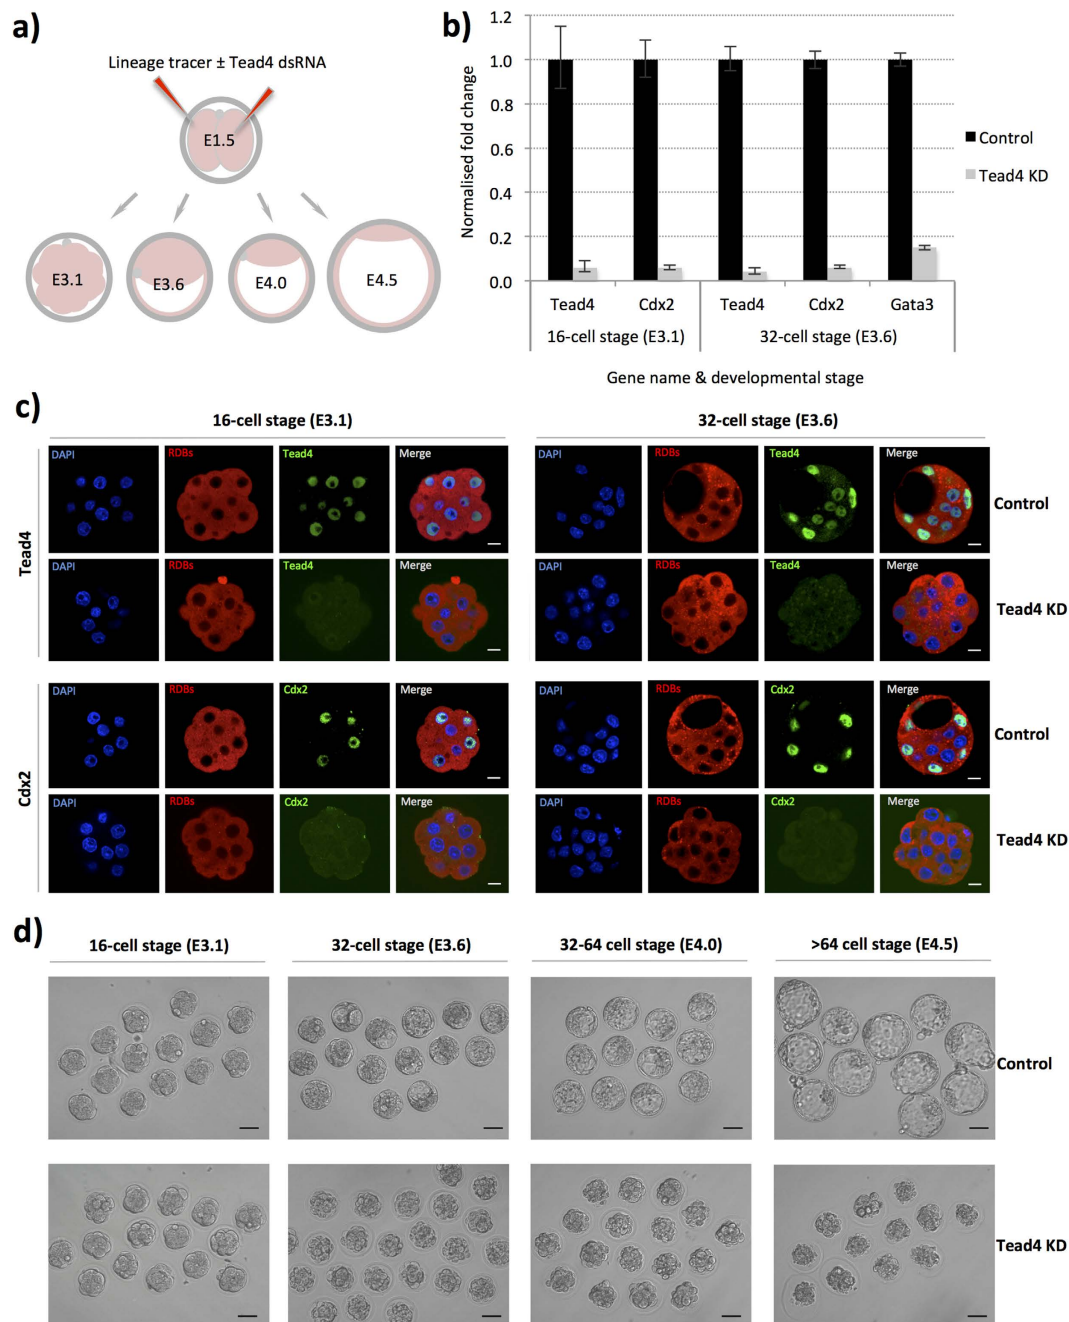 a)
Lineage tracer ± Tead4 dsRNA
E1.5
E3.1
E3.6
E4.0
E4.5
b)
Normalised fold change
1.2
1.0
0.8
0.6
0.4
0.2
0.0
Control
Tead4 KD
Tead4 Cdx2 Tead4 Cdx2 Gata3
16-cell stage (E3.1) 32-cell stage (E3.6)
Gene name & developmental stage
c)
16-cell stage (E3.1) 32-cell stage (E3.6)
Tead4
DAPI RDBs Tead4 Merge DAPI RDBs Tead4 Merge
Control
DAPI RDBs Tead4 Merge DAPI RDBs Tead4 Merge
Tead4 KD
Cdx2
DAPI RDBs Cdx2 Merge DAPI RDBs Cdx2 Merge
Control
DAPI RDBs Cdx2 Merge DAPI RDBs Cdx2 Merge
Tead4 KD
d)
16-cell stage (E3.1) 32-cell stage (E3.6) 32-64 cell stage (E4.0) >64 cell stage (E4.5)
Control
Tead4 KD